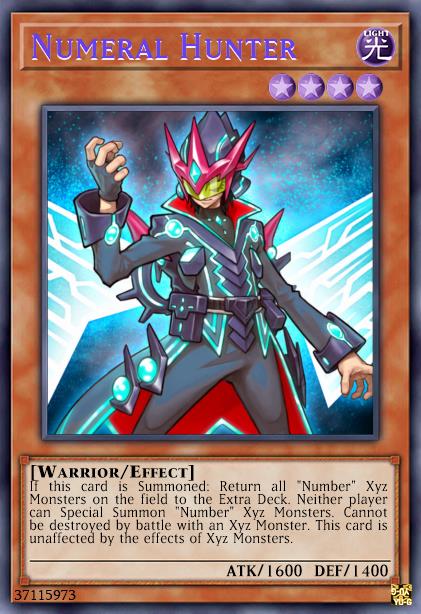 Numeral Hunter
LIGHT
光
[Warrior/Effect]
If this card is Summoned: Return all "Number" Xyz
Monsters on the field to the Extra Deck. Neither player
can Special Summon "Number" Xyz Monsters. Cannot
be destroyed by battle with an Xyz Monster. This card is
unaffected by the effects of Xyz Monsters.
ATK/1600 DEF/1400
37115973